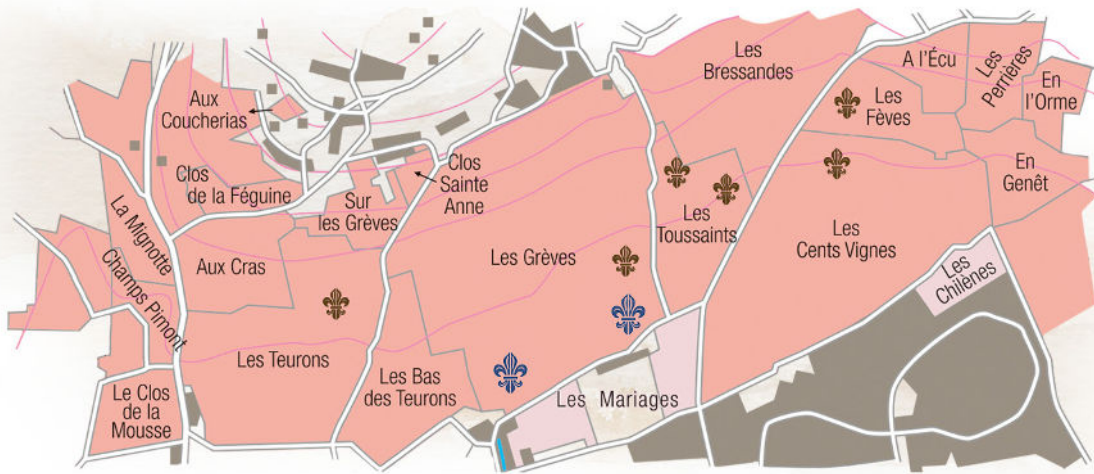 Les
Bressandes
A l'Écu
Les
Perrières
En
l'Orme
Les
Fèves
Aux
Coucherias
Clos
de la Féguine
Sur
les Grèves
Clos
Sainte
Anne
En
Genêt
Les
Toussaints
Les
Cents Vignes
La Mignotte
Champs Pimont
Aux Cras
Les Grèves
Les
Chilènes
Les Teurons
Les Bas
des Teurons
Les Mariages
Le Clos
de la
Mousse